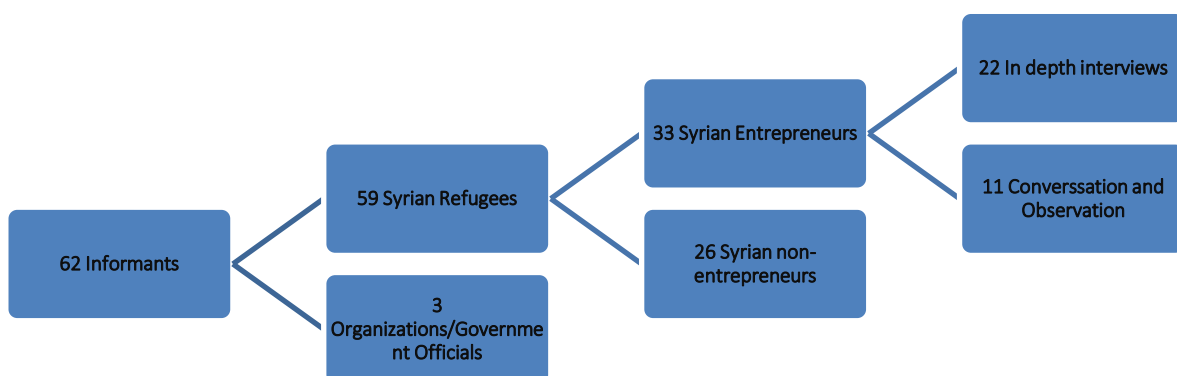 62 Informants
59 Syrian Refugees
3
Organizations/Governme
nt Officials
33 Syrian Entrepreneurs
26 Syrian non-
entrepreneurs
22 In depth interviews
11 Converssation and
Observation